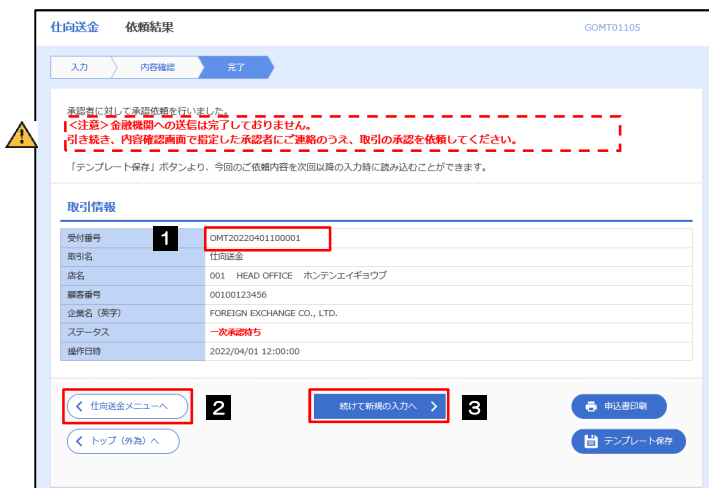 仕向送金 依頼結果 GOMT01105
入力 内容確認 完了
承認者に対して承認依頼を行いました。
<注意>金融機関への送信は完了しておりません。
引き続き、内容確認画面で指定した承認者にご連絡のうえ、取引の承認を依頼してください。
「テンプレート保存」ボタンより、今回のご依頼内容を次回以降の入力時に読み込むことができます。
取引情報
受付番号 1 OMT20220401100001
取引名 仕向送金
店名 001 HEAD OFFICE ホンテンエイギョウブ
顧客番号 00100123456
企業名（英字） FOREIGN EXCHANGE CO., LTD.
ステータス 一次承認待ち
操作日時 2022/04/01 12:00:00
仕向送金メニューへ 2 続けて新規の入力へ 3 申込書印刷
トップ（外為）へ テンプレート保存